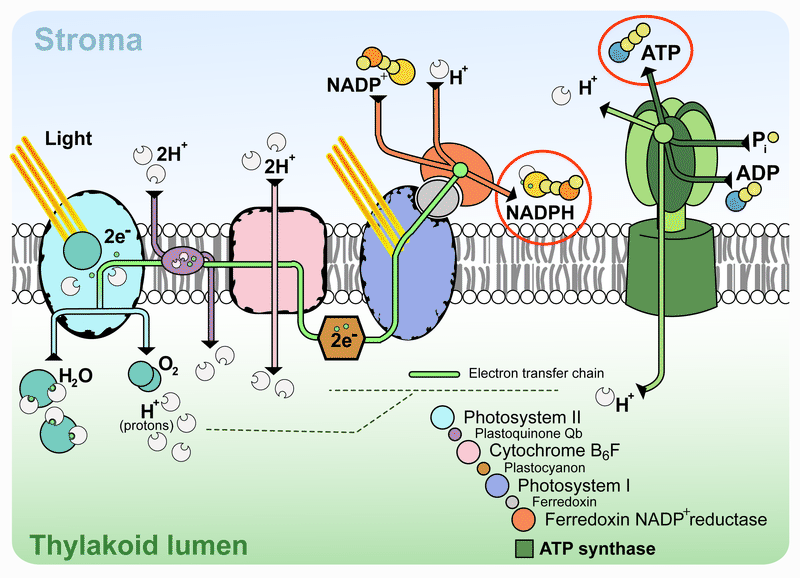 Stroma
ATP
NADP+
H+
H+
Light
2H+
2H+
Pi
ADP
NADPH
2e-
2e-
H2O
O2
H+
(protons)
Electron transfer chain
H+
Photosystem II
Plastoquinone Qb
Cytochrome B6F
Plastocyanon
Photosystem I
Ferredoxin
Ferredoxin NADP+reductase
ATP synthase
Thylakoid lumen